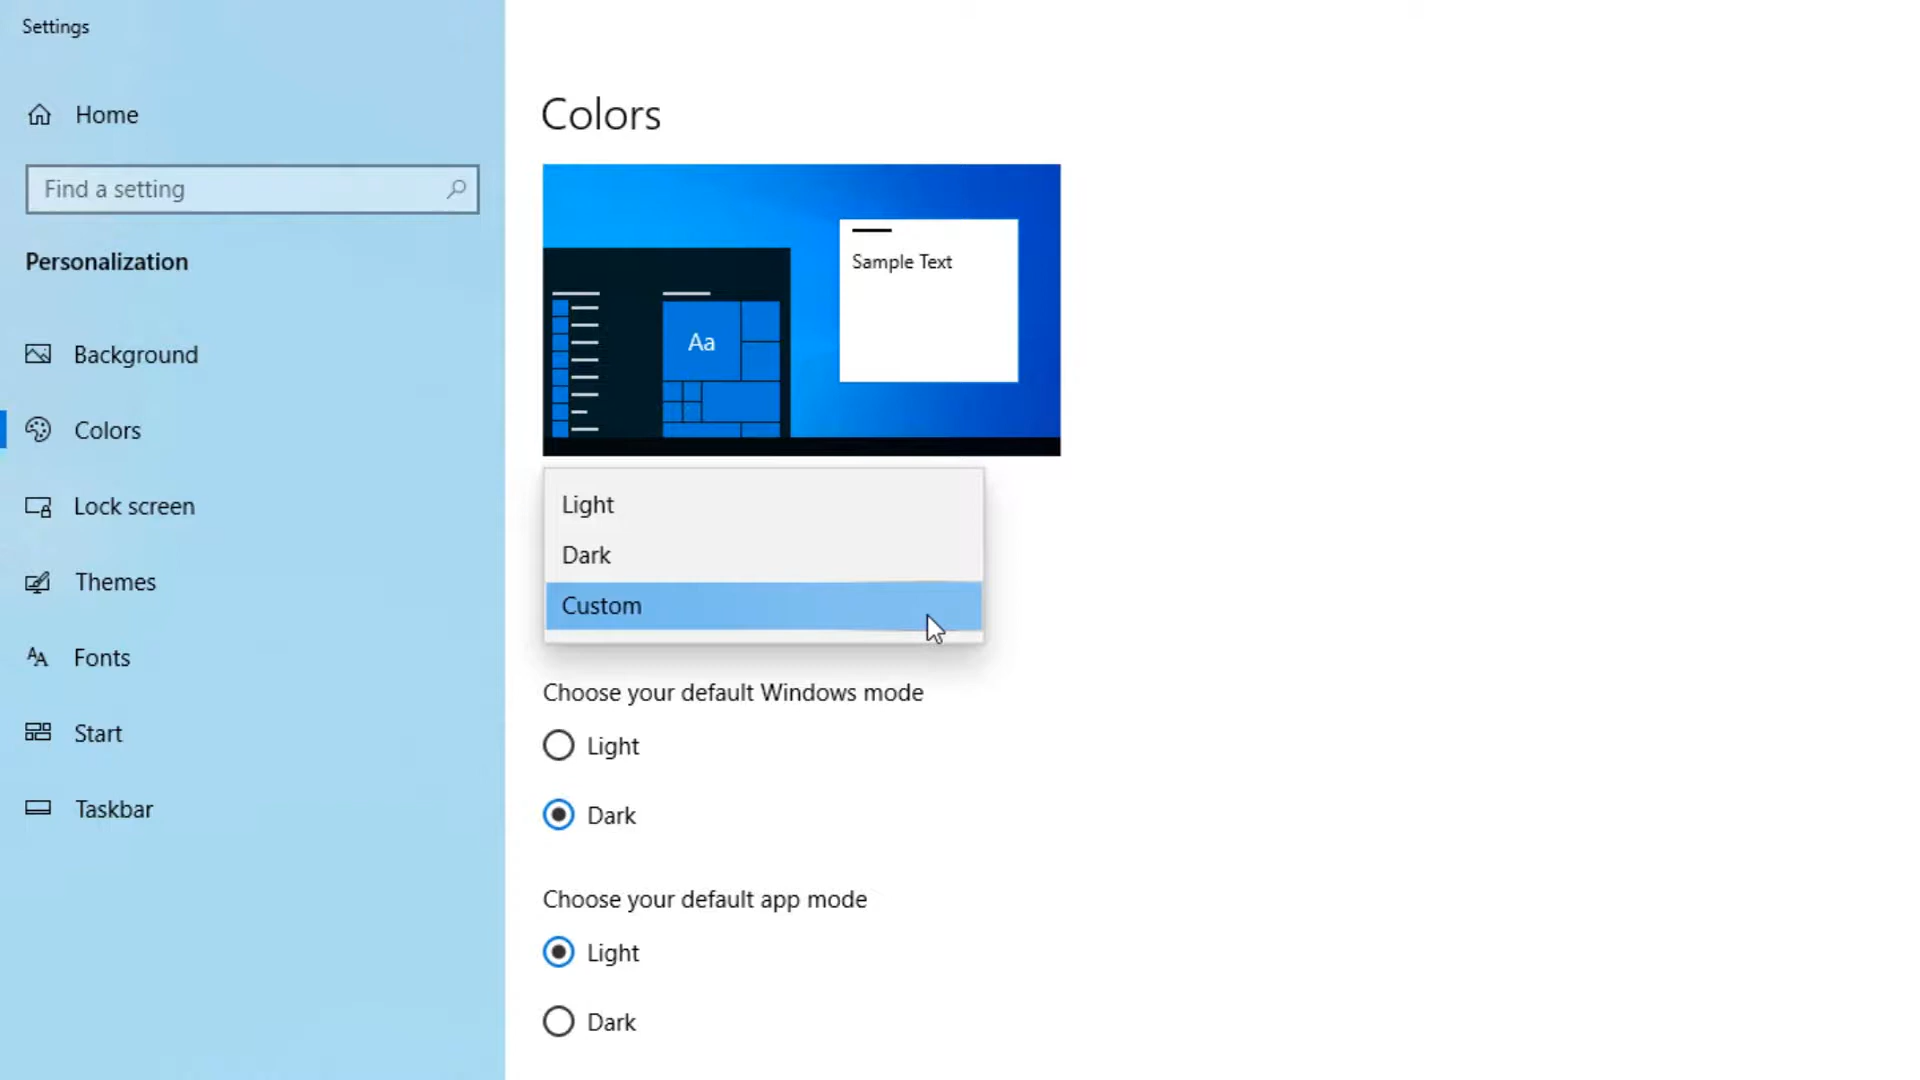 Settings
Home
Find a setting
Personalization
Background
Colors
Lock screen
Themes
Fonts
Start
Taskbar
Colors
Sample Text
Aa
Light
Dark
Custom
Choose your default Windows mode
Light
Dark
Choose your default app mode
Light
Dark